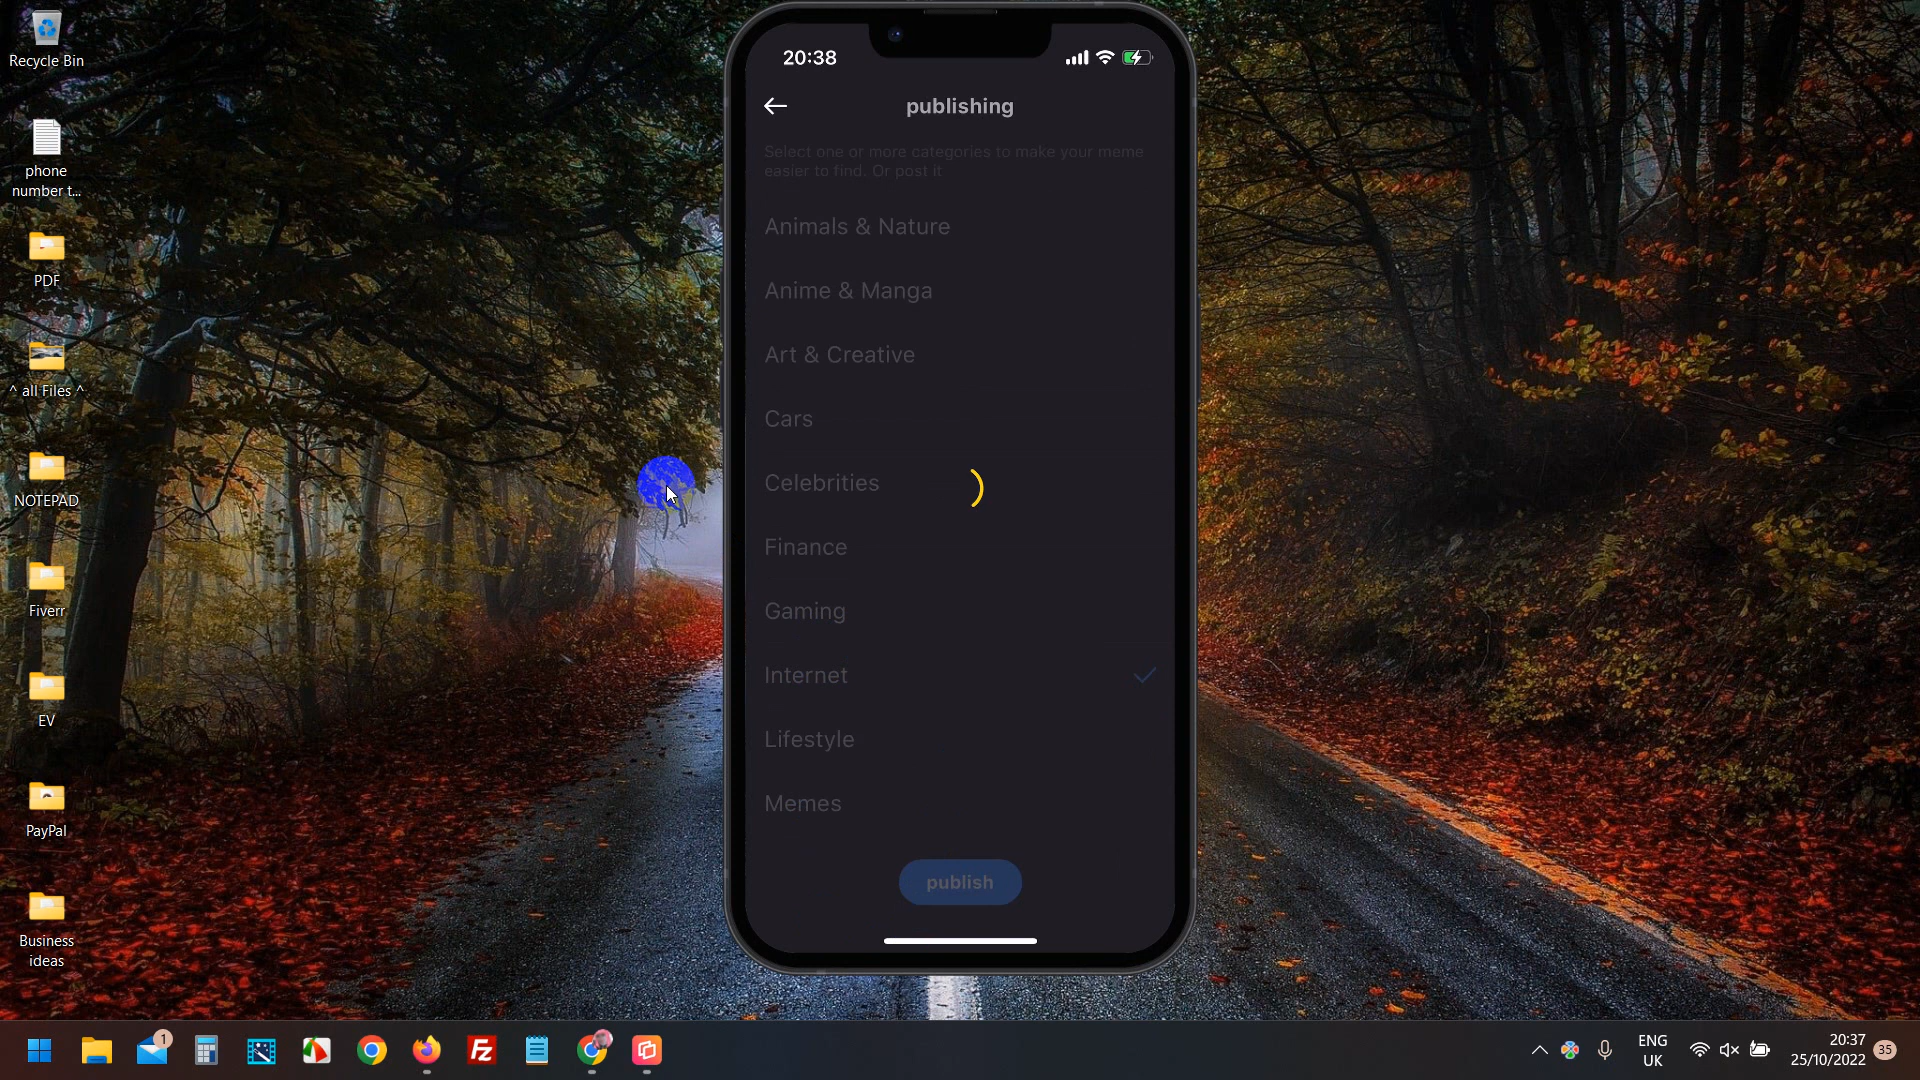 Recycle Bin
phone
number t...
PDF
^ all Files ^
NOTEPAD
Fiverr
EV
PayPal
Business
ideas
20:38
publishing
Select one or more categories to make your meme
easier to find. Or post it
Animals & Nature
Anime & Manga
Art & Creative
Cars
Celebrities
Finance
Gaming
Internet
Lifestyle
Memes
publish
1
Fz
ENG
UK
20:37
25/10/2022
35